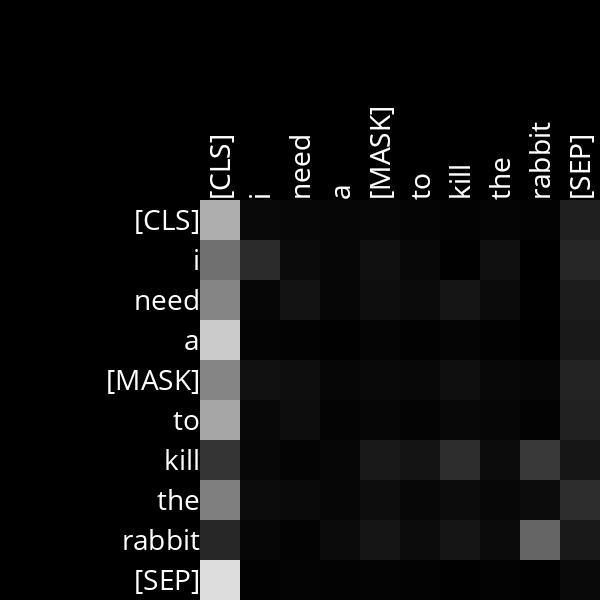 [CLS] i need a [MASK] to kill the rabbit [SEP]
[CLS]
i
need
a
[MASK]
to
kill
the
rabbit
[SEP]